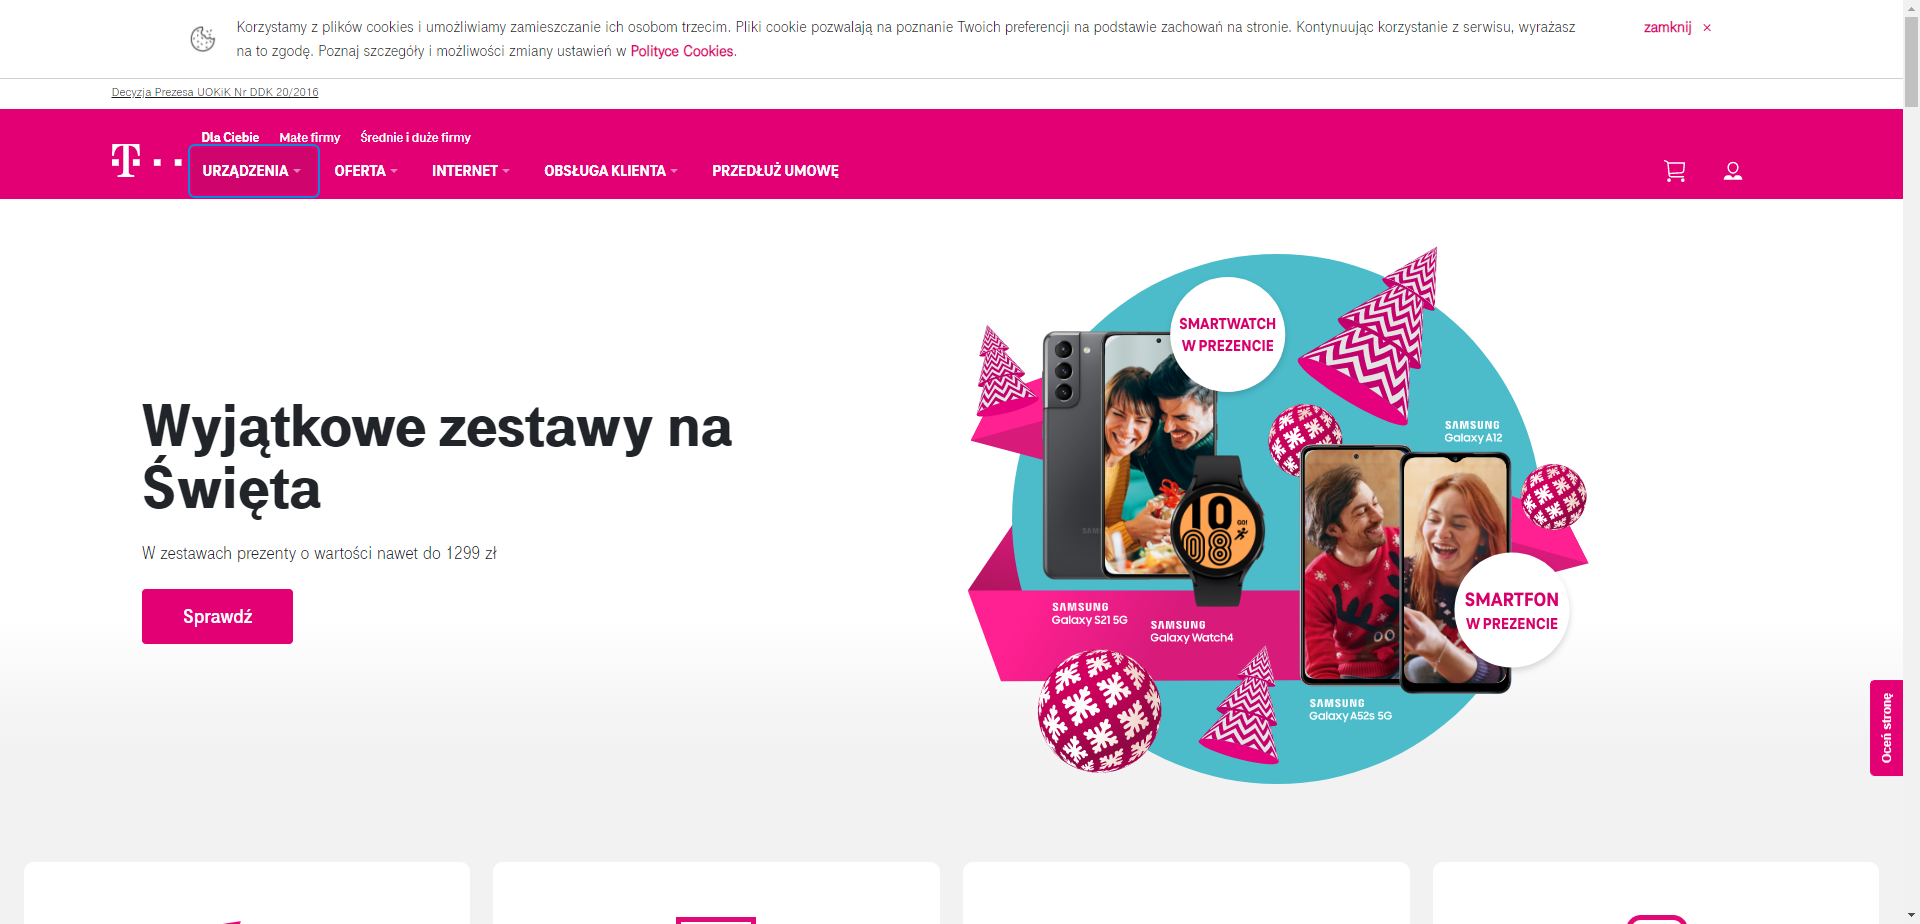 Korzystamy z plików cookies i umożliwiamy zamieszczanie ich osobom trzecim. Pliki cookie pozwalają na poznanie Twoich preferencji na podstawie zachowań na stronie. Kontynuując korzystanie z serwisu, wyrażasz
na to zgodę. Poznaj szczegóły i możliwości zmiany ustawień w Polityce Cookies.
zamknij ×
Decyzja Prezesa UOKiK Nr DDK 20/2016
Dla Ciebie Małe firmy Średnie i duże firmy
T
URZĄDZENIA OFERTA INTERNET OBSŁUGA KLIENTA PRZEDŁUŻ UMOWĘ
Wyjątkowe zestawy na
Święta
W zestawach prezenty o wartości nawet do 1299 zł
Sprawdź
SMARTWATCH
W PREZENCIE
SAMSUNG
Galaxy A12
10
08
GO!
SMARTFON
W PREZENCIE
SAMSUNG
Galaxy S21 5G
SAMSUNG
Galaxy Watch4
SAMSUNG
Galaxy A52s 5G
Oceń stronę